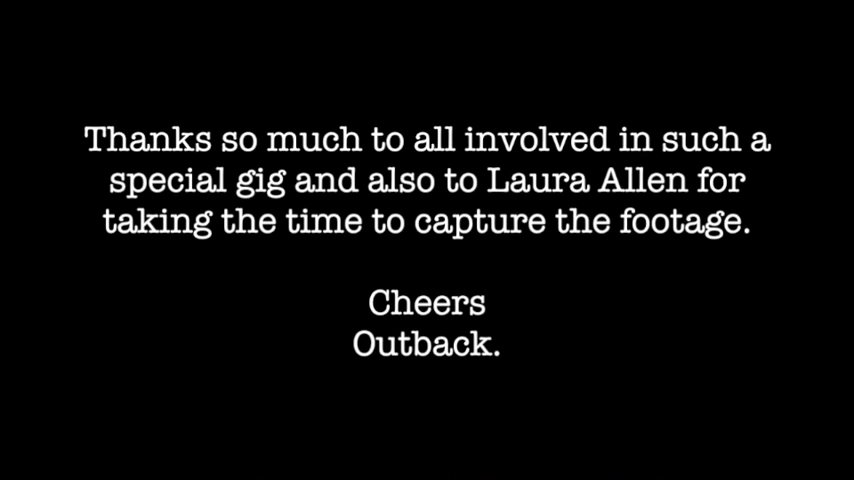 Thanks so much to all involved in such a
special gig and also to Laura Allen for
taking the time to capture the footage.
Cheers
Outback.